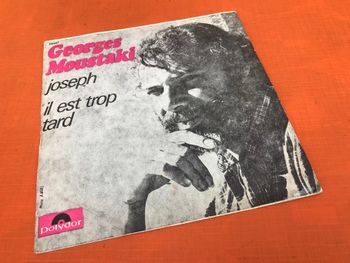 Georges
Moustaki
joseph
il est trop
tard
Polydor